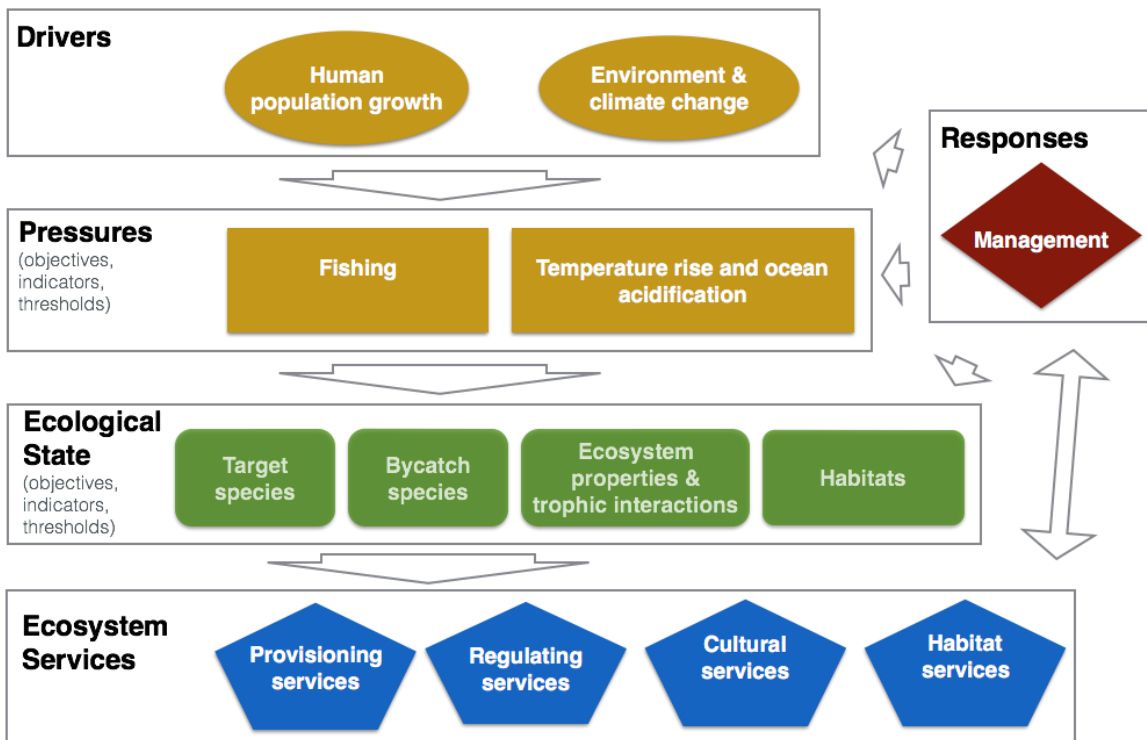 Drivers
Human
population growth
Environment &
climate change
Responses
Management
Pressures
(objectives,
indicators,
thresholds)
Fishing
Temperature rise and ocean
acidification
Ecological
State
(objectives,
indicators,
thresholds)
Target
species
Bycatch
species
Ecosystem
properties &
trophic interactions
Habitats
Ecosystem
Services
Provisioning
services
Regulating
services
Cultural
services
Habitat
services